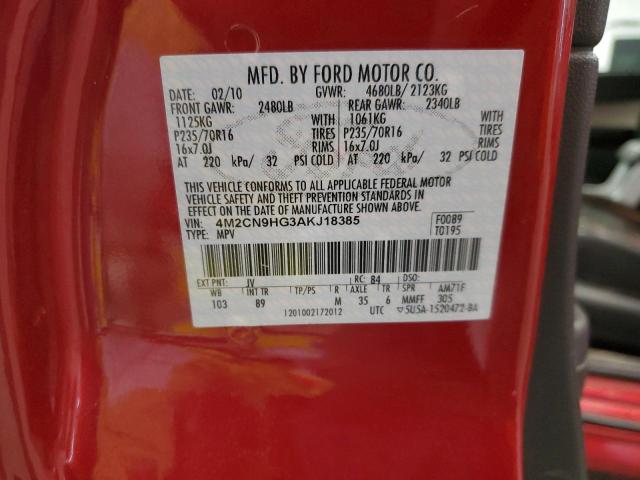 MFD. BY FORD MOTOR CO.
DATE: 02/10 GVWR: 4680LB/ 2123KG
FRONT GAWR: 2480LB REAR GAWR: 2340LB
1125KG WITH 1061KG WITH
P235/70R16 TIRES P235/70R16 TIRES
16x7.0J RIMS 16x7.0J RIMS
AT 220 kPa/ 32 PSI COLD AT 220 kPa/ 32 PSI COLD
THIS VEHICLE CONFORMS TO ALL APPLICABLE FEDERAL MOTOR
VEHICLE SAFETY AND THEFT PREVENTION STANDARDS IN
EFFECT ON THE DATE OF MANUFACTURE SHOWN ABOVE.
VIN: 4M2CN9HG3AKJ18385 F0089
TYPE: MPV T0195
EXT PNT: JV RC: 84 DSO:
WB INT TR TP/PS R AXLE TR SPR AM71F
103 89 M 35 6 MMFF 305
1201002172012 UTC 5U5A-1520472-BA
Ford